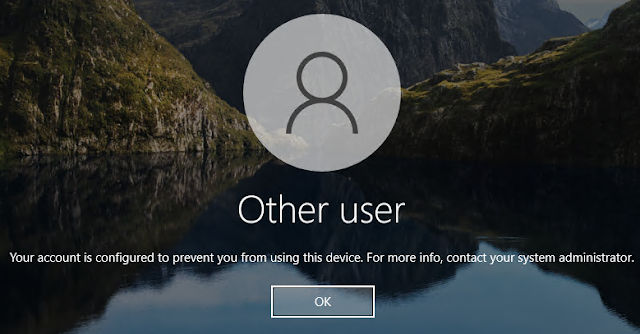 Other user
Your account is configured to prevent you from using this device. For more info, contact your system administrator.
OK